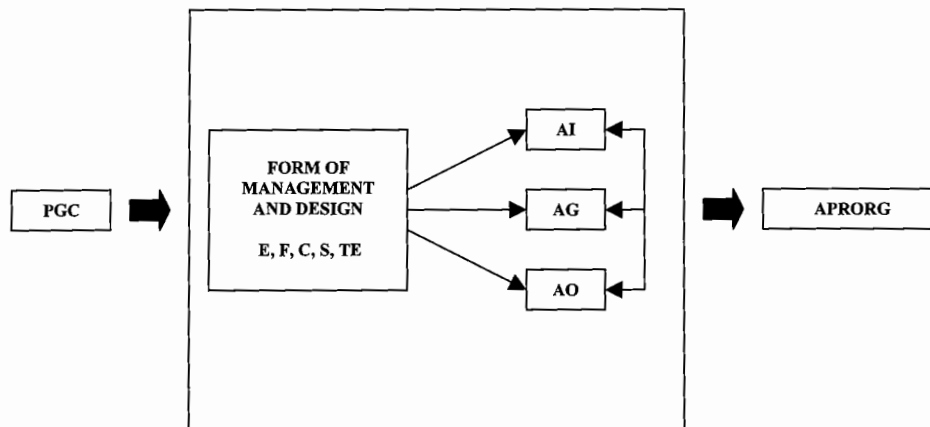 PGC
FORM OF
MANAGEMENT
AND DESIGN
E, F, C, S, TE
AI
AG
AO
APRORG